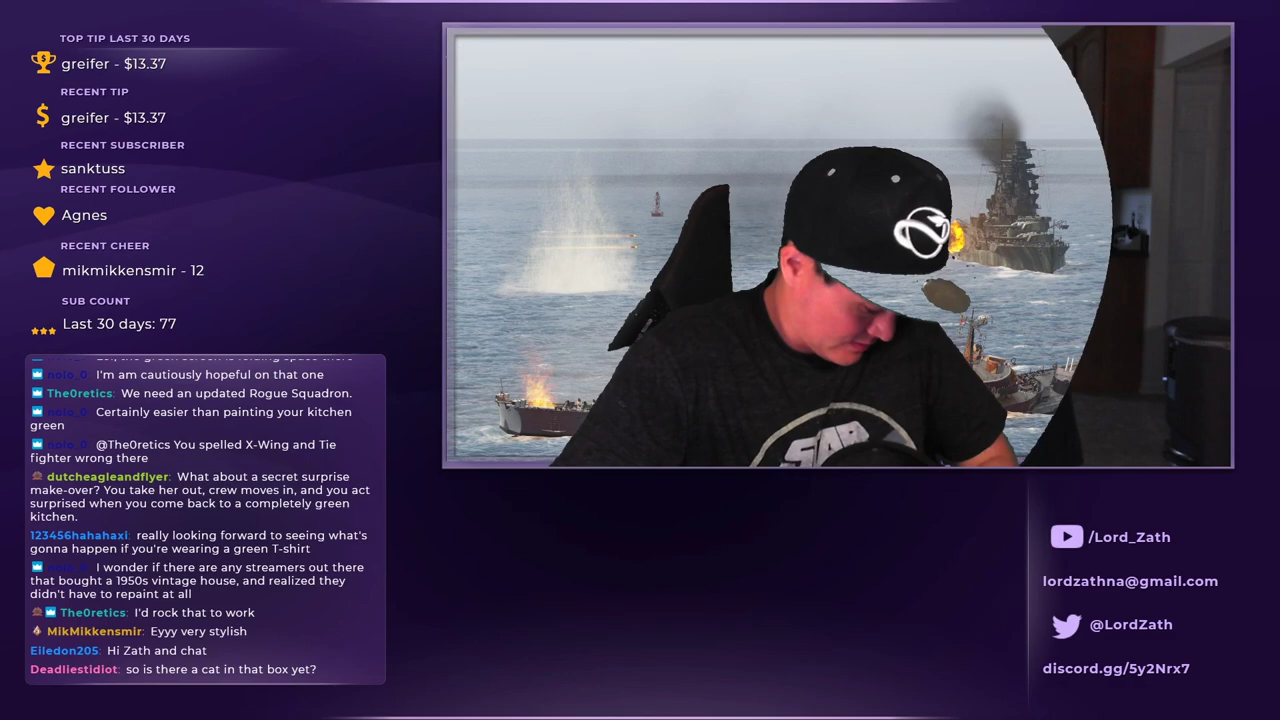 TOP TIP LAST 30 DAYS
greifer - $13.37
RECENT TIP
greifer - $13.37
RECENT SUBSCRIBER
sanktuss
RECENT FOLLOWER
Agnes
RECENT CHEER
mikmikkensmir - 12
SUB COUNT
Last 30 days: 77
nolo_0: I'm am cautiously hopeful on that one
The0retics: We need an updated Rogue Squadron.
nolo_0: Certainly easier than painting your kitchen
green
nolo_0: @The0retics You spelled X-Wing and Tie
fighter wrong there
dutcheagleandflyer: What about a secret surprise
make-over? You take her out, crew moves in, and you act
surprised when you come back to a completely green
kitchen.
123456hahahaxi: really looking forward to seeing what's
gonna happen if you're wearing a green T-shirt
nolo_0: I wonder if there are any streamers out there
that bought a 1950s vintage house, and realized they
didn't have to repaint at all
The0retics: I'd rock that to work
MikMikkensmir: Eyyy very stylish
Eiledon205: Hi Zath and chat
Deadliestidiot: so is there a cat in that box yet?
/Lord_Zath
lordzathna@gmail.com
@LordZath
discord.gg/5y2Nrx7